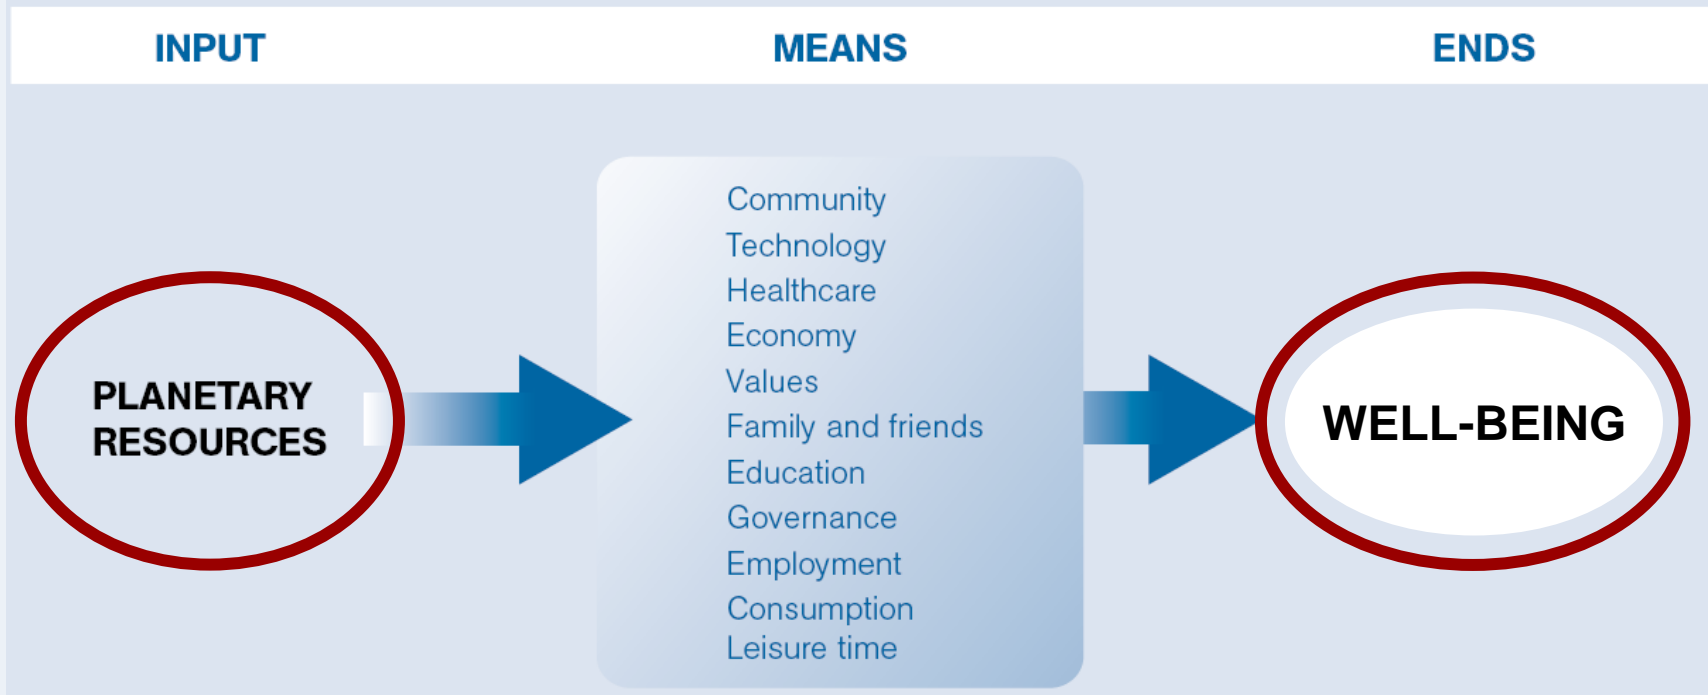 INPUT
MEANS
ENDS
PLANETARY
RESOURCES
Community
Technology
Healthcare
Economy
Values
Family and friends
Education
Governance
Employment
Consumption
Leisure time
WELL-BEING